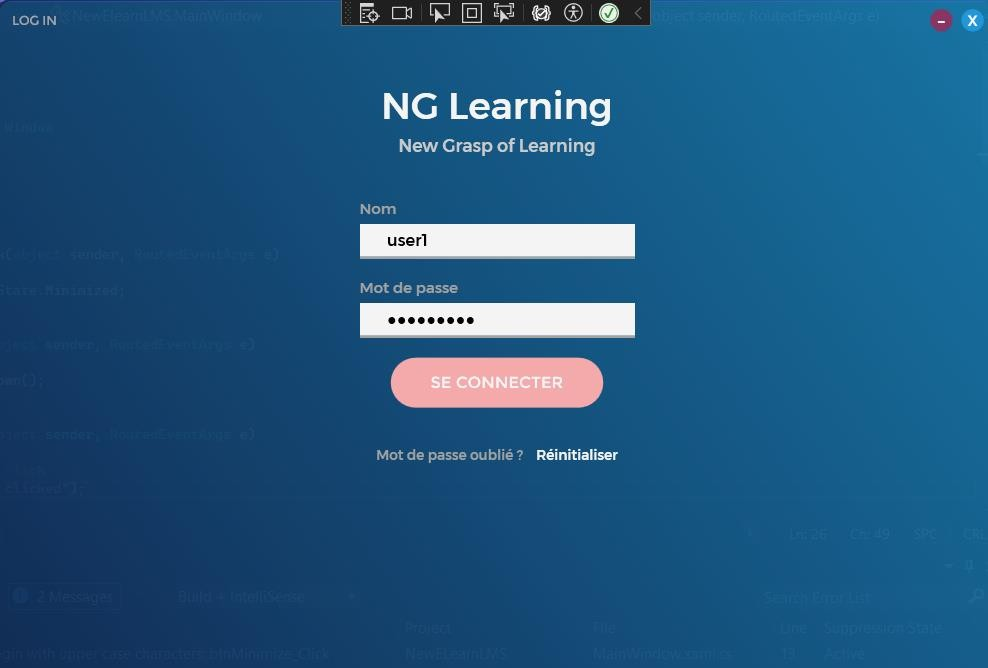 NewELearnLMS.MainWindow
object sender, RoutedEventArgs e)
LOG IN
X
NG Learning
Window
New Grasp of Learning
Nom
user1
(object sender, RoutedEventArgs e)
Mot de passe
•••••••••
State.Minimized;
sender, RoutedEventArgs e)
own();
SE CONNECTER
sender, RoutedEventArgs e)
Mot de passe oublié ? Réinitialiser
clicked");
Ln: 26 Ch: 49 SPC CRL
2 Messages Build + IntelliSense Search Error List
Project File Line Suppression State
gin with upper case characters: btnMinimize_Click NewELearnLMS MainWindow.xaml.cs 13 Active